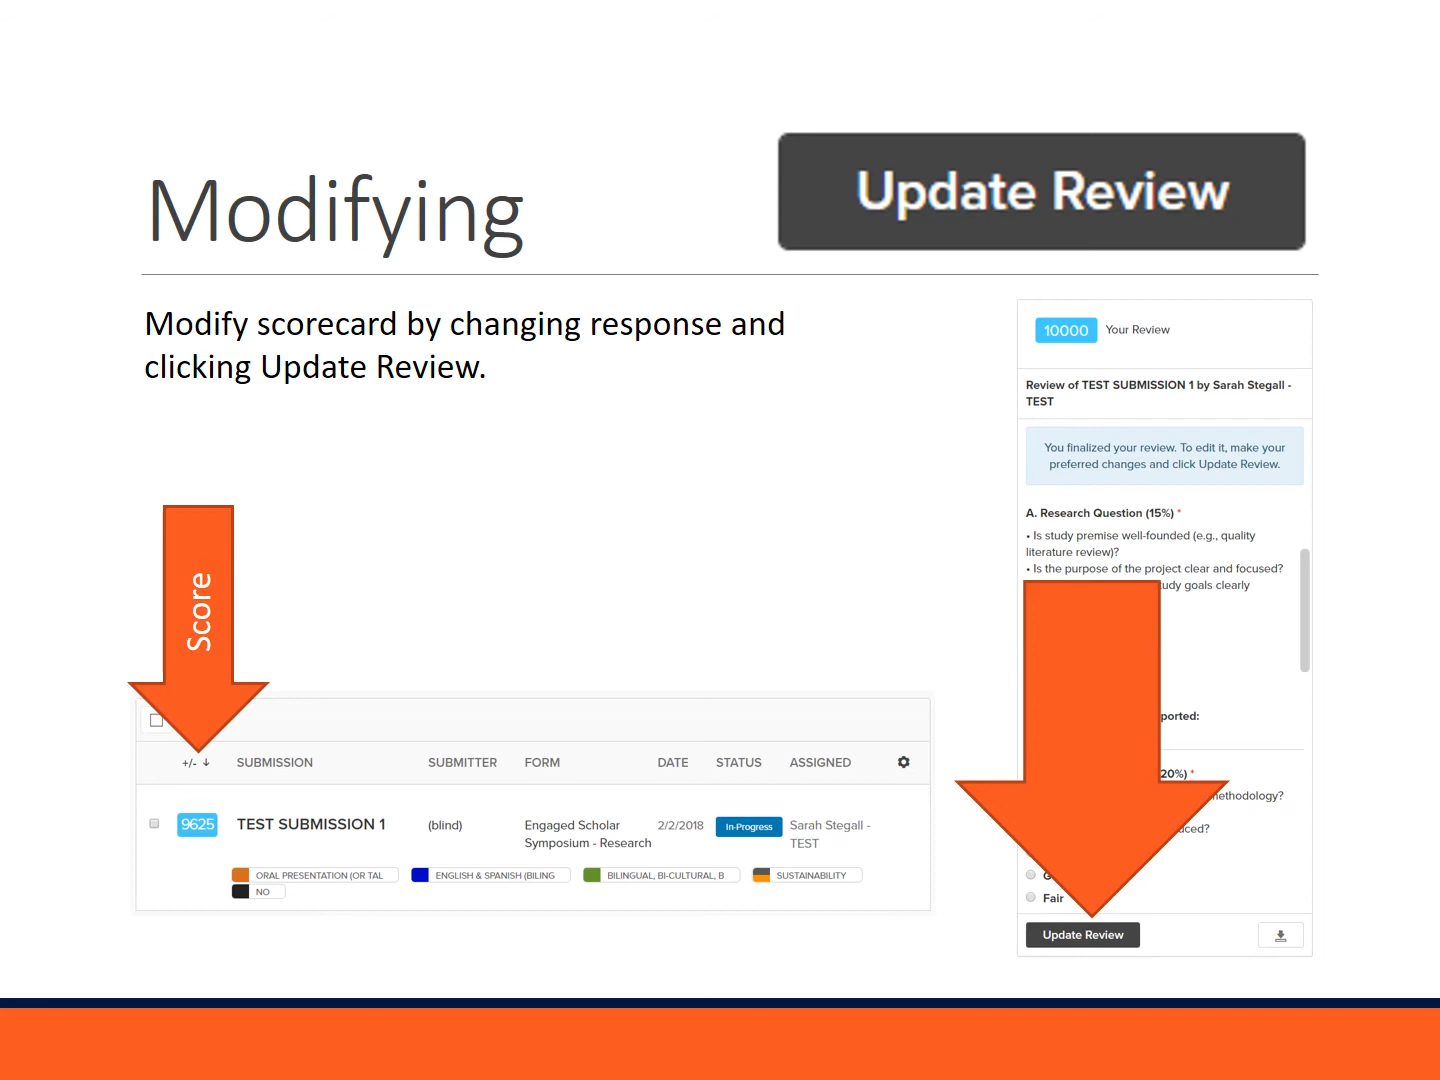 Modifying
Update Review
Modify scorecard by changing response and
clicking Update Review.
Score
+/- ↓ SUBMISSION SUBMITTER FORM DATE STATUS ASSIGNED
9625 TEST SUBMISSION 1 (blind) Engaged Scholar 2/2/2018 In-Progress Sarah Stegall -
Symposium - Research TEST
ORAL PRESENTATION (OR TAL ENGLISH & SPANISH (BILING BILINGUAL, BI-CULTURAL, B SUSTAINABILITY
NO
10000 Your Review
Review of TEST SUBMISSION 1 by Sarah Stegall -
TEST
You finalized your review. To edit it, make your
preferred changes and click Update Review.
A. Research Question (15%) *
• Is study premise well-founded (e.g., quality
literature review)?
• Is the purpose of the project clear and focused?
goals clearly
ported:
20%) *
methodology?
Fair
Update Review